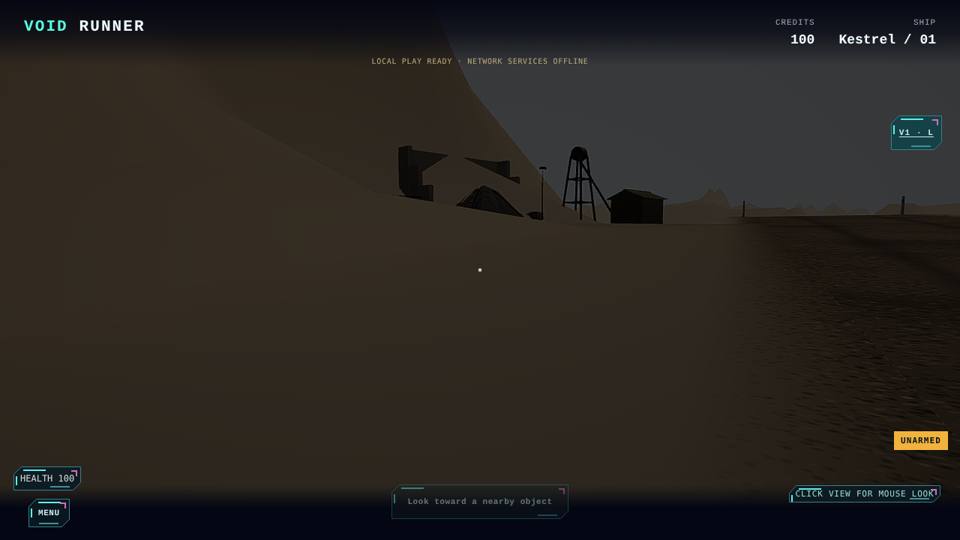 VOID RUNNER
CREDITS
100
SHIP
Kestrel / 01
LOCAL PLAY READY · NETWORK SERVICES OFFLINE
V1 · L
UNARMED
HEALTH 100
MENU
Look toward a nearby object
CLICK VIEW FOR MOUSE LOOK